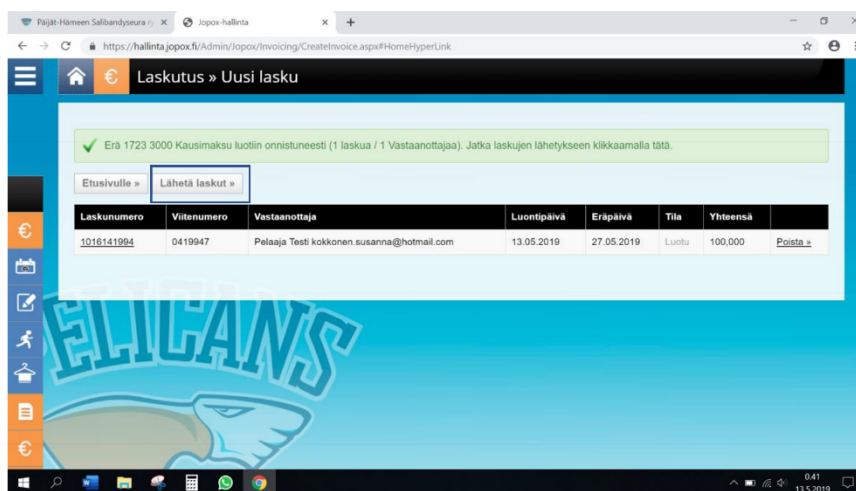 Päijät-Hämeen Salibandyseura ry
Jopox-hallinta
https://hallinta.jopox.fi/Admin/Jopox/Invoicing/CreateInvoice.aspx#HomeHyperLink
€ Laskutus » Uusi lasku
Erä 1723 3000 Kausimaksu luotiin onnistuneesti (1 laskua / 1 Vastaanottajaa). Jatka laskujen lähetykseen klikkaamalla tätä.
Etusivulle » Lähetä laskut »
Laskunumero Viitenumero Vastaanottaja Luontipäivä Eräpäivä Tila Yhteensä
1016141994 0419947 Pelaaja Testi kokkonen.susanna@hotmail.com 13.05.2019 27.05.2019 Luotu 100,000 Poista »
€
PELICANS
€
0.41
13.5.2019